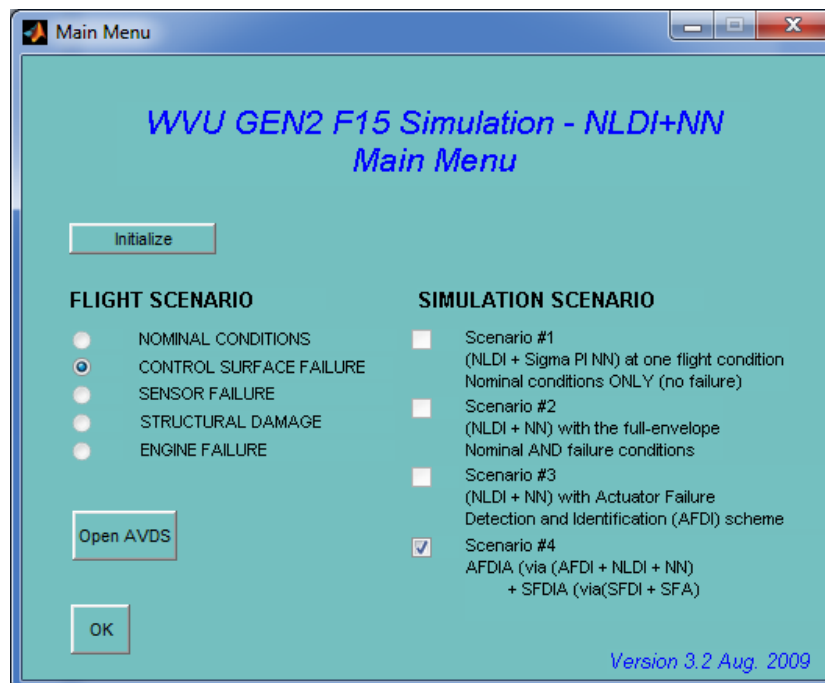 Main Menu
WVU GEN2 F15 Simulation - NLDI+NN
Main Menu
Initialize
FLIGHT SCENARIO
NOMINAL CONDITIONS
CONTROL SURFACE FAILURE
SENSOR FAILURE
STRUCTURAL DAMAGE
ENGINE FAILURE
Open AVDS
OK
SIMULATION SCENARIO
Scenario #1
(NLDI + Sigma PI NN) at one flight condition
Nominal conditions ONLY (no failure)
Scenario #2
(NLDI + NN) with the full-envelope
Nominal AND failure conditions
Scenario #3
(NLDI + NN) with Actuator Failure
Detection and Identification (AFDI) scheme
Scenario #4
AFDIA (via (AFDI + NLDI + NN)
+ SFDIA (via(SFDI + SFA)
Version 3.2 Aug. 2009